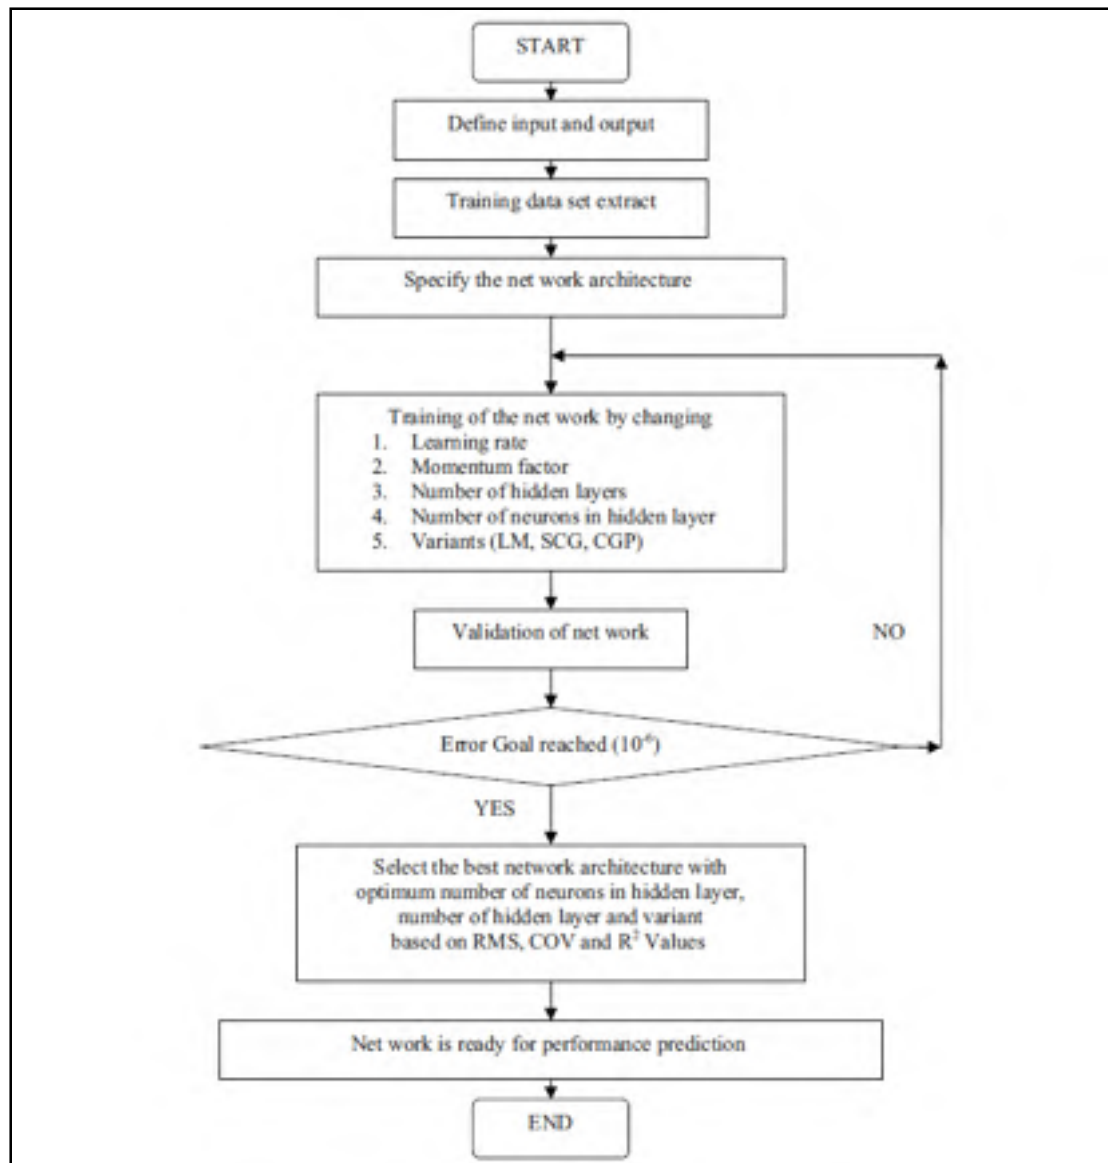 START
Define input and output
Training data set extract
Specify the net work architecture
Training of the net work by changing
1. Learning rate
2. Momentum factor
3. Number of hidden layers
4. Number of neurons in hidden layer
5. Variants (LM, SCG, CGP)
Validation of net work
NO
Error Goal reached (10⁻⁶)
YES
Select the best network architecture with
optimum number of neurons in hidden layer,
number of hidden layer and variant
based on RMS, COV and R² Values
Net work is ready for performance prediction
END